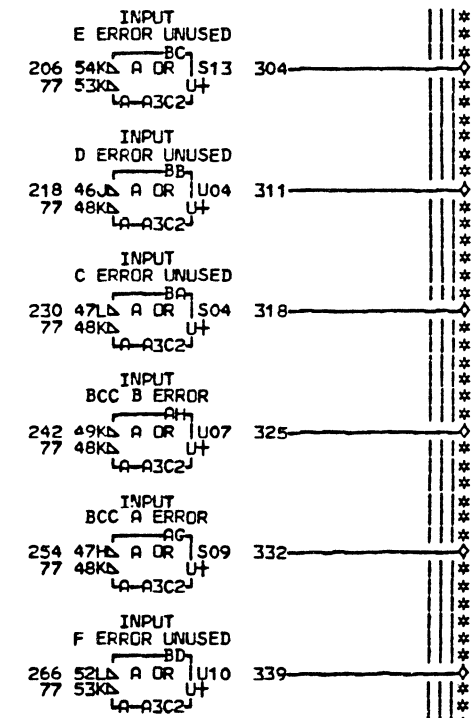 INPUT
E ERROR UNUSED
BC
206 54K A OR S13 304
77 53K U+
A-A3C2
INPUT
D ERROR UNUSED
BB
218 46J A OR U04 311
77 48K U+
A-A3C2
INPUT
C ERROR UNUSED
BA
230 47L A OR S04 318
77 48K U+
A-A3C2
INPUT
BCC B ERROR
AH
242 49K A OR U07 325
77 48K U+
A-A3C2
INPUT
BCC A ERROR
AG
254 47H A OR S09 332
77 48K U+
A-A3C2
INPUT
F ERROR UNUSED
BD
266 52L A OR U10 339
77 53K U+
A-A3C2